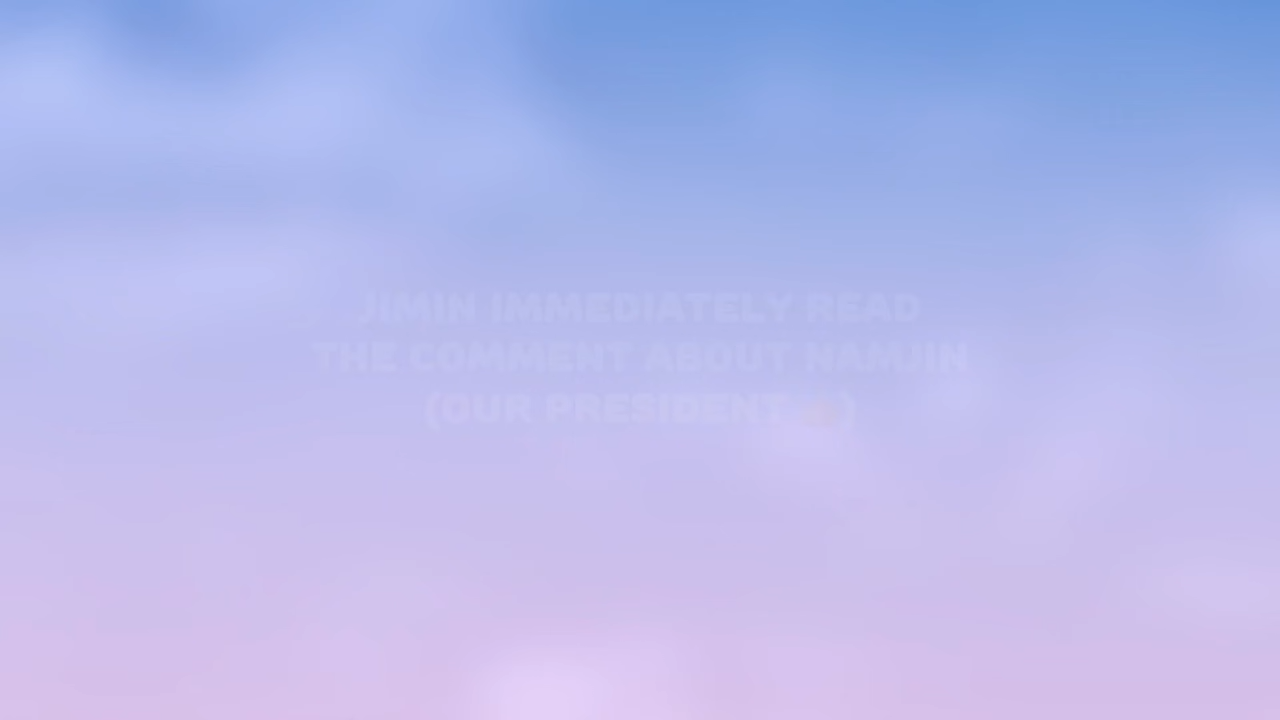 JIMIN IMMEDIATELY READ
THE COMMENT ABOUT NAMJIN
(OUR PRESIDENT 🔥)